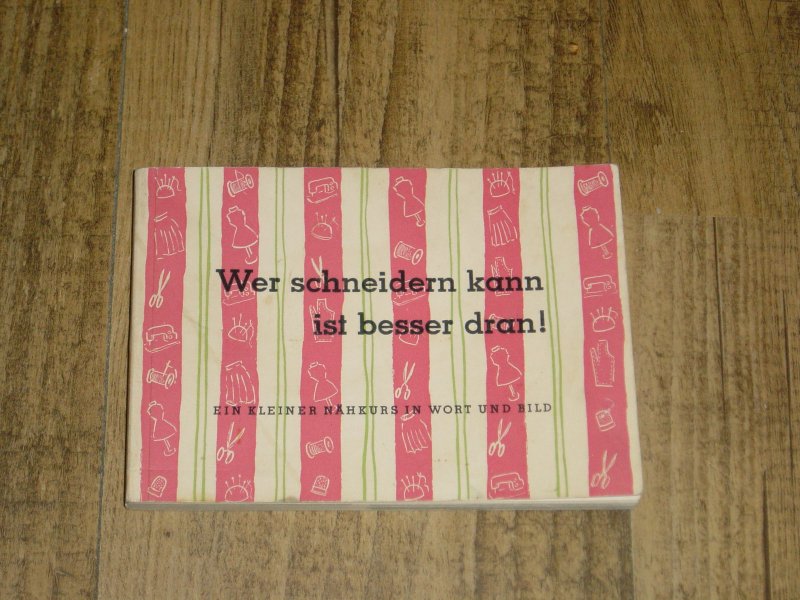 Wer schneidern kann
ist besser dran!
EIN KLEINER NÄHKURS IN WORT UND BILD